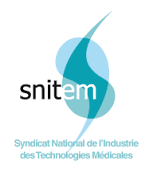 snitem
Syndicat National de l'Industrie
des Technologies Médicales